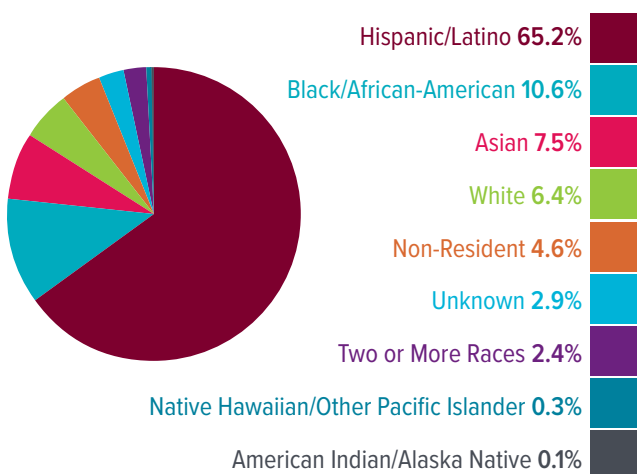 Hispanic/Latino 65.2%
Black/African-American 10.6%
Asian 7.5%
White 6.4%
Non-Resident 4.6%
Unknown 2.9%
Two or More Races 2.4%
Native Hawaiian/Other Pacific Islander 0.3%
American Indian/Alaska Native 0.1%